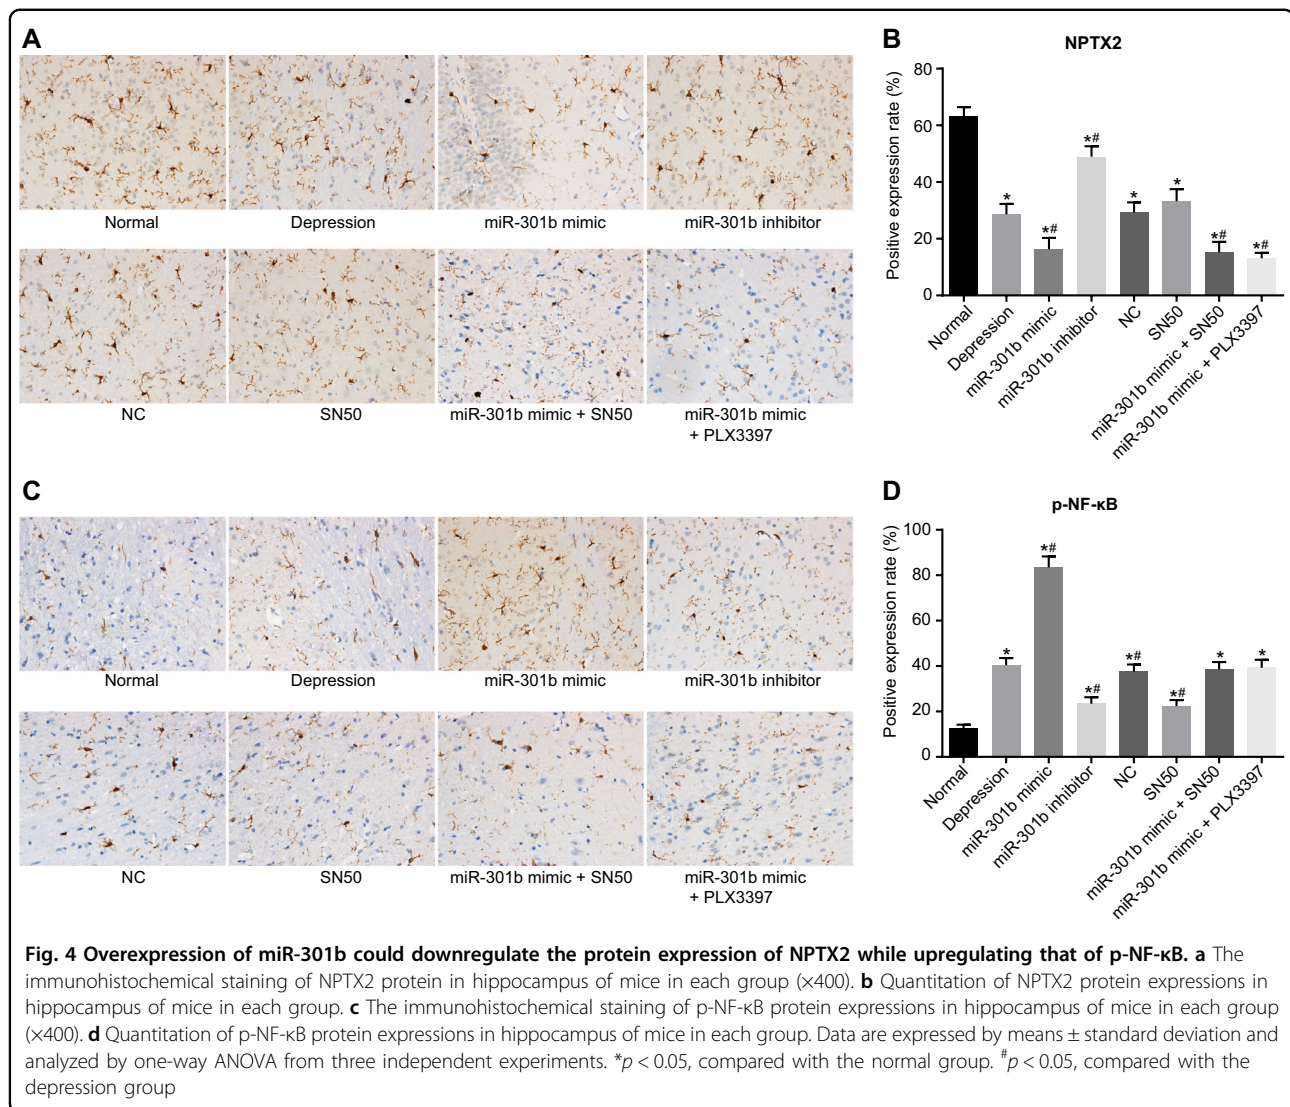 A
Normal
Depression
miR-301b mimic
miR-301b inhibitor
NC
SN50
miR-301b mimic + SN50
miR-301b mimic
+ PLX3397
B
NPTX2
Positive expression rate (%)
80
60
40
20
0
*
*#
*#
*
*
*#
*#
Normal
Depression
miR-301b mimic
miR-301b inhibitor
NC
SN50
miR-301b mimic + SN50
miR-301b mimic + PLX3397
C
Normal
Depression
miR-301b mimic
miR-301b inhibitor
NC
SN50
miR-301b mimic + SN50
miR-301b mimic
+ PLX3397
D
p-NF-κB
Positive expression rate (%)
100
80
60
40
20
0
*
*#
*#
*#
*#
*
*
Normal
Depression
miR-301b mimic
miR-301b inhibitor
NC
SN50
miR-301b mimic + SN50
miR-301b mimic + PLX3397
Fig. 4 Overexpression of miR-301b could downregulate the protein expression of NPTX2 while upregulating that of p-NF-κB. a The
immunohistochemical staining of NPTX2 protein in hippocampus of mice in each group (×400). b Quantitation of NPTX2 protein expressions in
hippocampus of mice in each group. c The immunohistochemical staining of p-NF-κB protein expressions in hippocampus of mice in each group
(×400). d Quantitation of p-NF-κB protein expressions in hippocampus of mice in each group. Data are expressed by means ± standard deviation and
analyzed by one-way ANOVA from three independent experiments. *p < 0.05, compared with the normal group. #p < 0.05, compared with the
depression group